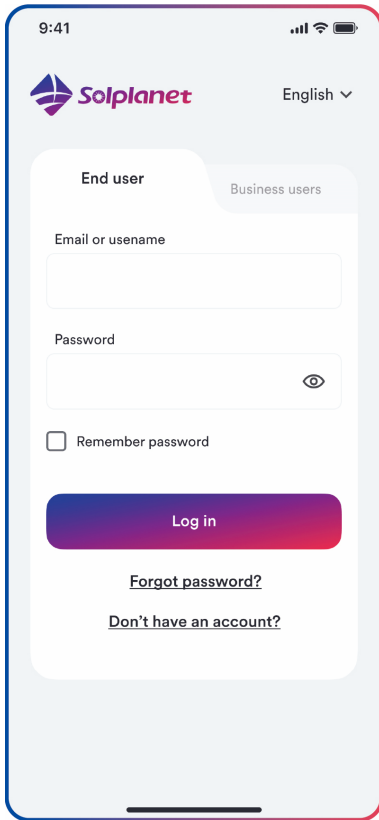 9:41
Solplanet
English
End user
Business users
Email or usename
Password
Remember password
Log in
Forgot password?
Don't have an account?